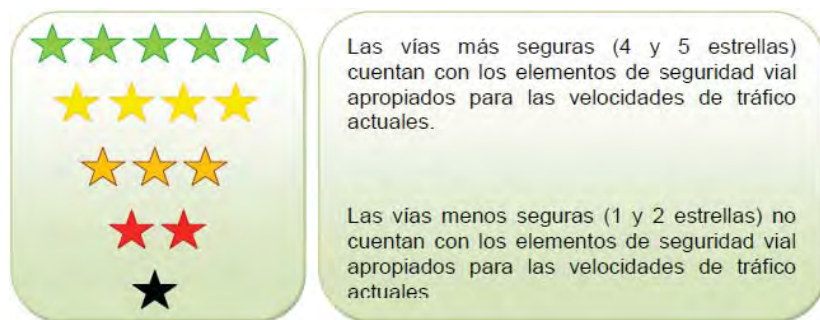 Las vías más seguras (4 y 5 estrellas)
cuentan con los elementos de seguridad vial
apropiados para las velocidades de tráfico
actuales.
Las vías menos seguras (1 y 2 estrellas) no
cuentan con los elementos de seguridad vial
apropiados para las velocidades de tráfico
actuales